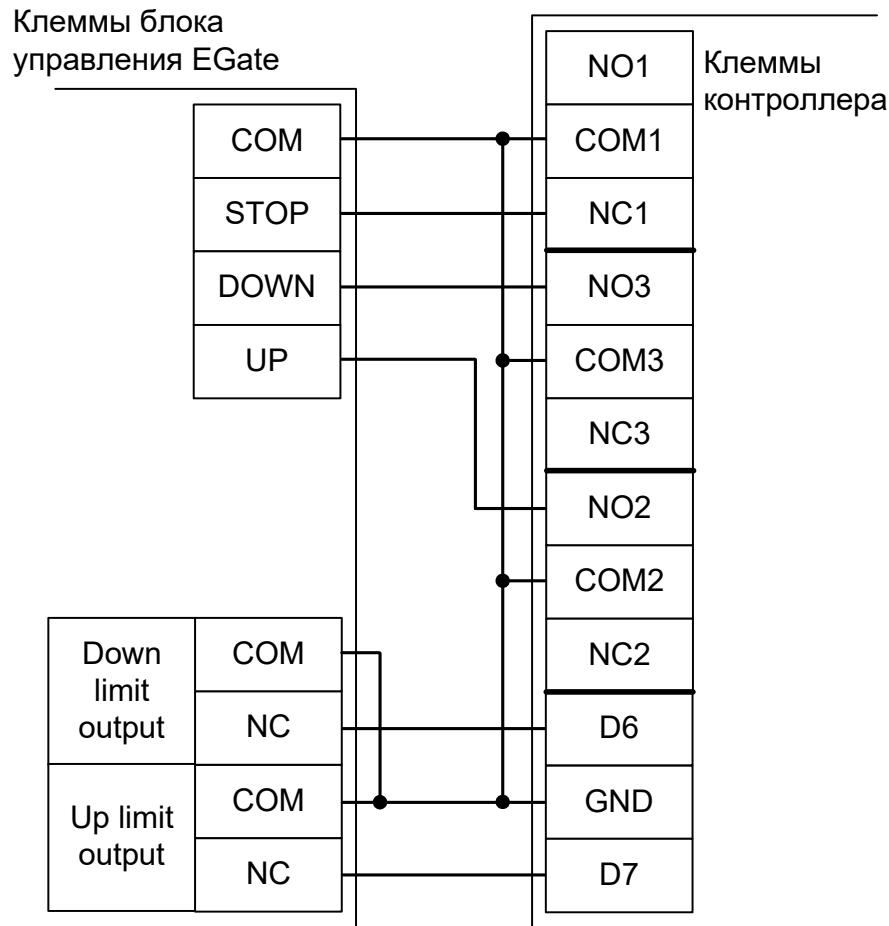 Клеммы блока
управления EGate
COM
STOP
DOWN
UP
Down
limit
output
COM
NC
Up limit
output
COM
NC
Клеммы
контроллера
NO1
COM1
NC1
NO3
COM3
NC3
NO2
COM2
NC2
D6
GND
D7